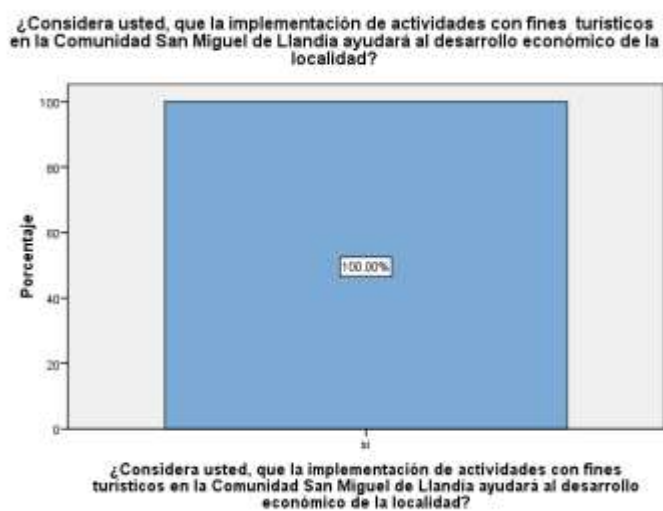 ¿Considera usted, que la implementación de actividades con fines turísticos
en la Comunidad San Miguel de Llandia ayudará al desarrollo económico de la
localidad?
100
80
60
40
20
0
Porcentaje
100.00%
si
¿Considera usted, que la implementación de actividades con fines
turísticos en la Comunidad San Miguel de Llandia ayudará al desarrollo
económico de la localidad?